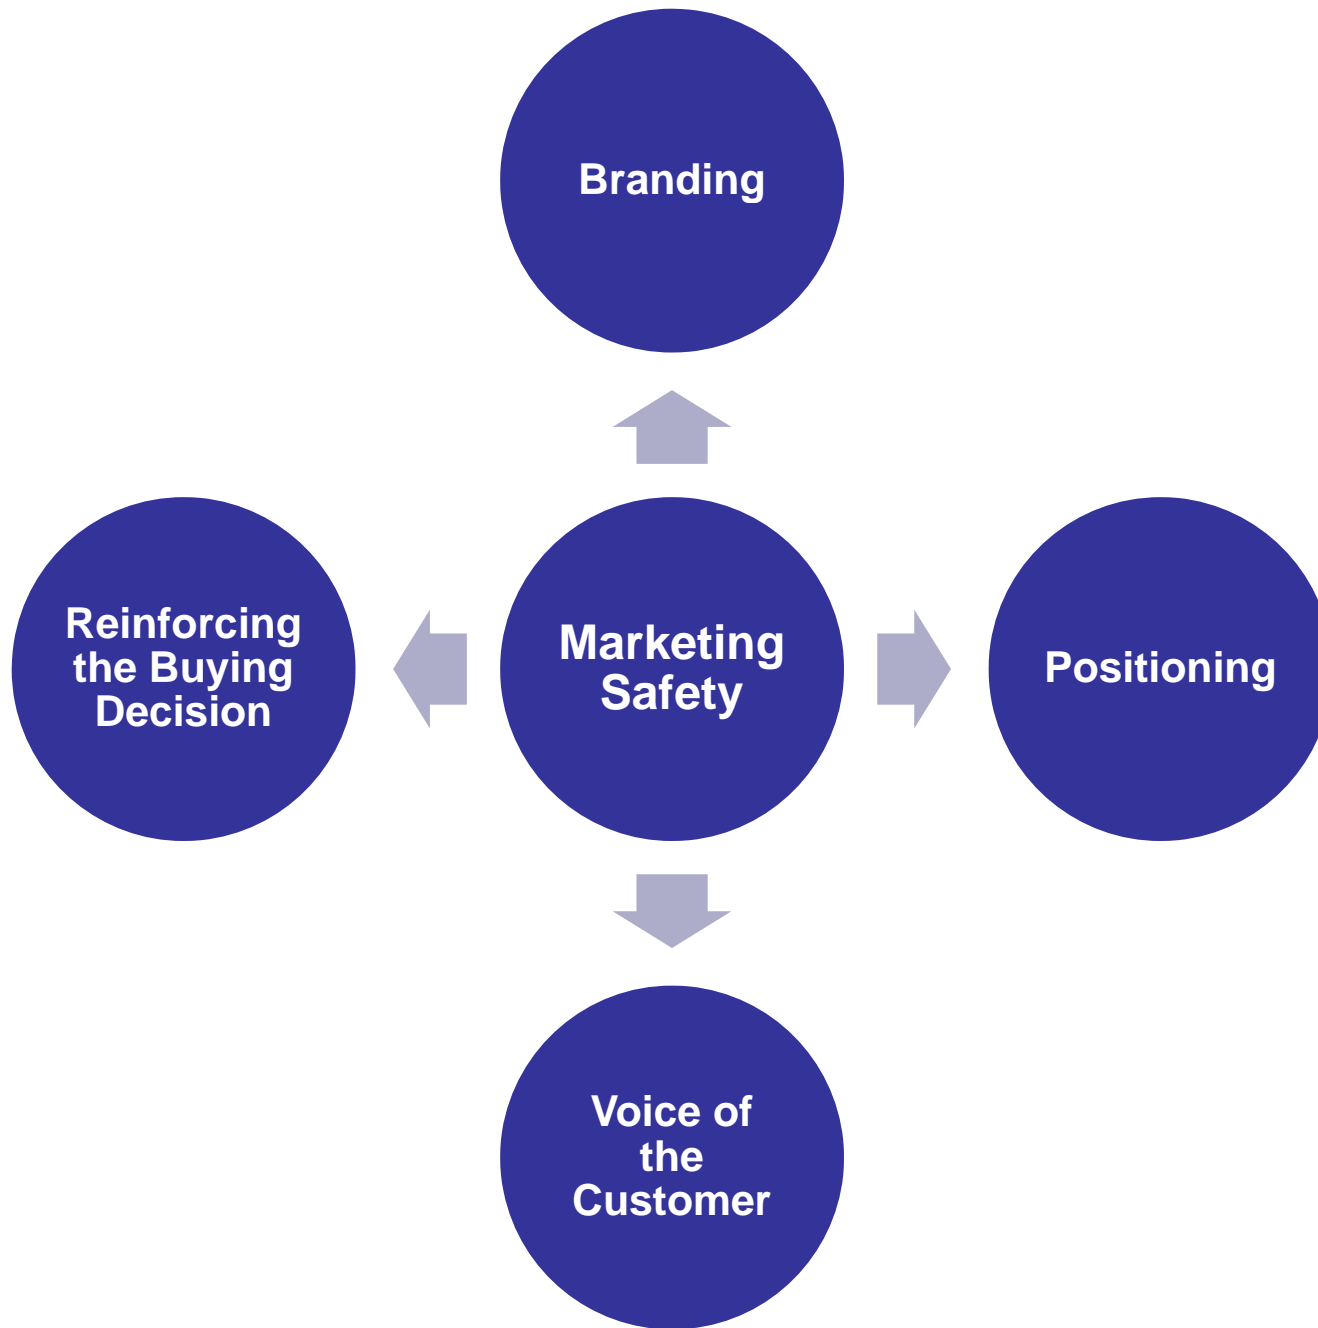 Branding
Reinforcing
the Buying
Decision
Marketing
Safety
Positioning
Voice of
the
Customer